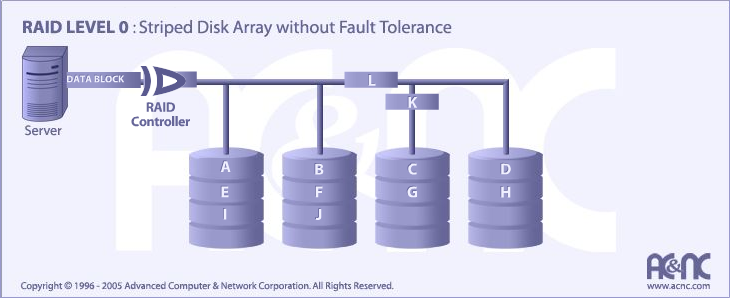 RAID LEVEL 0 : Striped Disk Array without Fault Tolerance
DATA BLOCK
L
K
RAID
Controller
Server
A B C D
E F G H
I J
AC&NC
www.acnc.com
Copyright © 1996 - 2005 Advanced Computer & Network Corporation. All Rights Reserved.